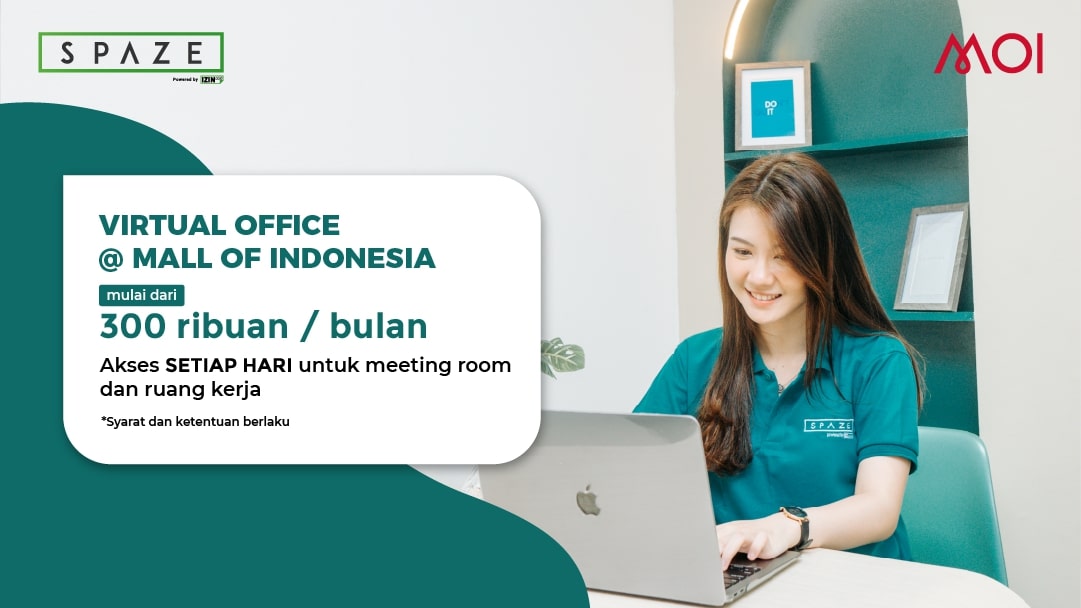 SPAZE
Powered by IZIN
MOI
DO
IT
VIRTUAL OFFICE
@ MALL OF INDONESIA
mulai dari
300 ribuan / bulan
Akses SETIAP HARI untuk meeting room
dan ruang kerja
*Syarat dan ketentuan berlaku
SPAZE